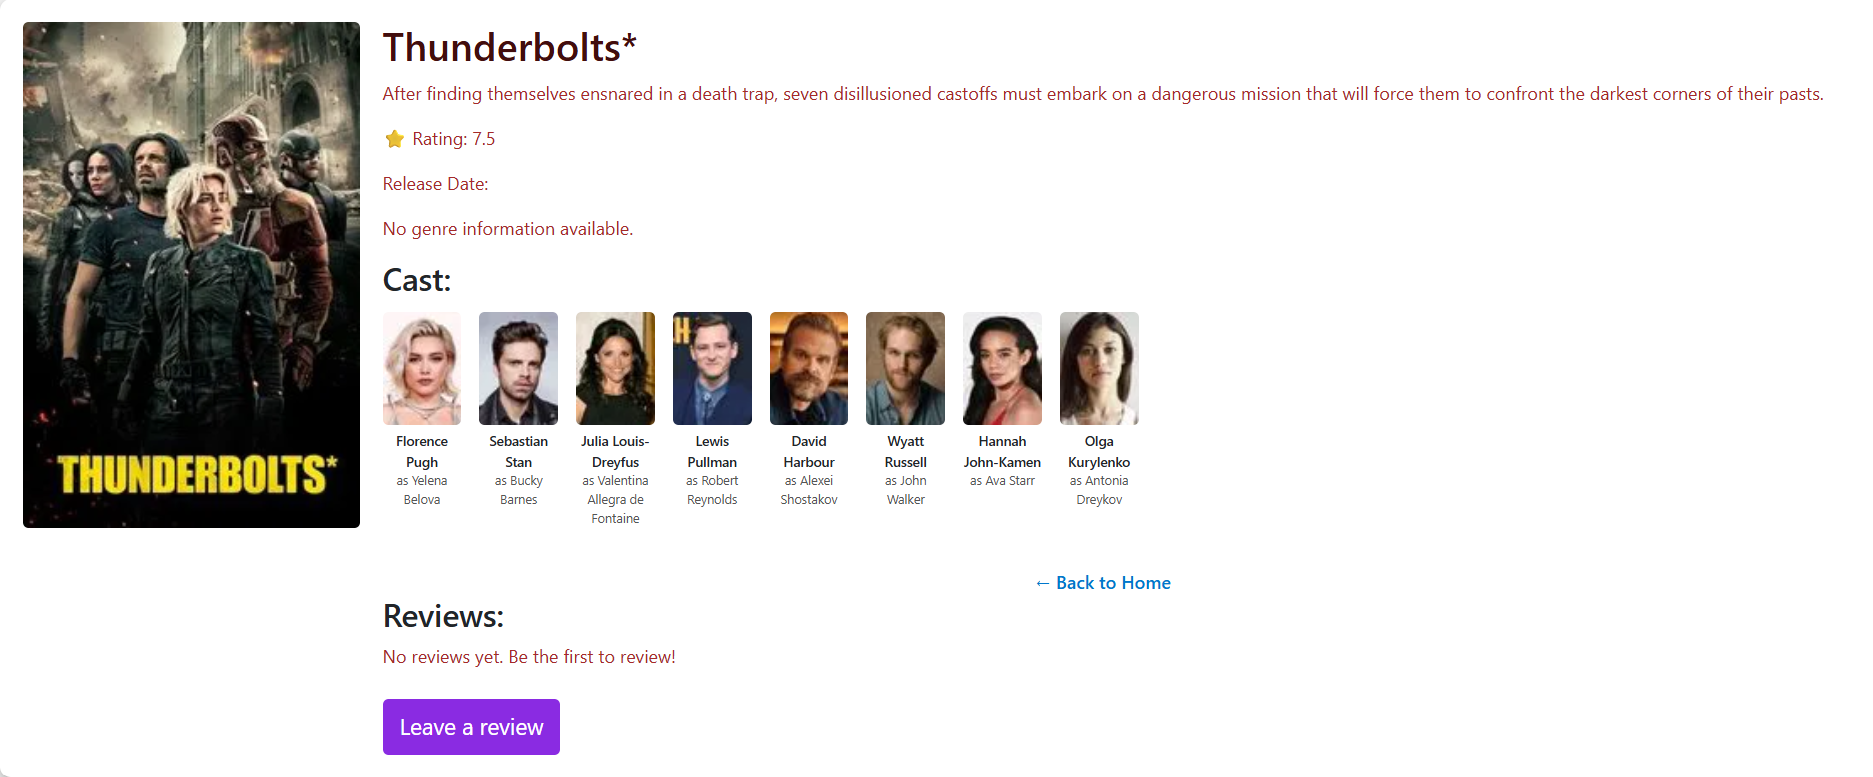 Thunderbolts*
After finding themselves ensnared in a death trap, seven disillusioned castoffs must embark on a dangerous mission that will force them to confront the darkest corners of their pasts.
⭐ Rating: 7.5
Release Date:
No genre information available.
THUNDERBOLTS*
Cast:
H
Florence
Pugh
as Yelena
Belova
Sebastian
Stan
as Bucky
Barnes
Julia Louis-
Dreyfus
as Valentina
Allegra de
Fontaine
Lewis
Pullman
as Robert
Reynolds
David
Harbour
as Alexei
Shostakov
Wyatt
Russell
as John
Walker
Hannah
John-Kamen
as Ava Starr
Olga
Kurylenko
as Antonia
Dreykov
← Back to Home
Reviews:
No reviews yet. Be the first to review!
Leave a review